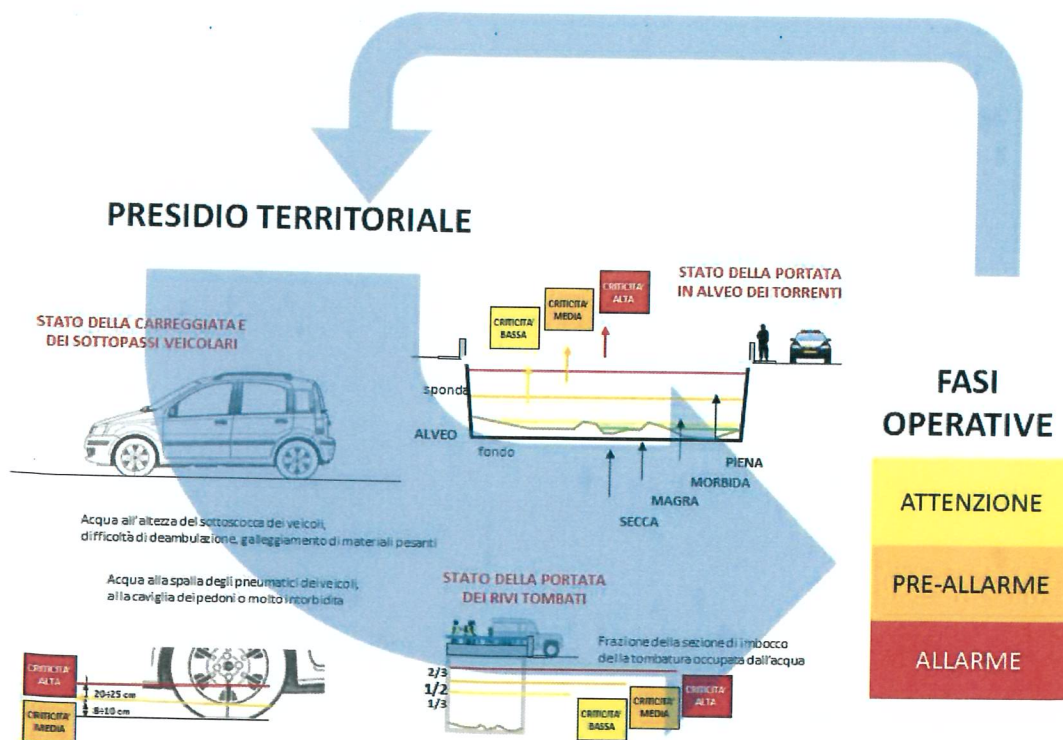 PRESIDIO TERRITORIALE
STATO DELLA CARREGGIATA E
DEI SOTTOPASSI VEICOLARI
CRITICITA'
BASSA
CRITICITA'
MEDIA
CRITICITA'
ALTA
STATO DELLA PORTATA
IN ALVEO DEI TORRENTI
sponda
ALVEO
fondo
PIENA
MORBIDA
MAGRA
SECCA
FASI
OPERATIVE
ATTENZIONE
PRE-ALLARME
ALLARME
Acqua all'altezza del sottoscocca dei veicoli,
difficoltà di deambulazione, galleggiamento di materiali pesanti
Acqua alla spalla degli pneumatici dei veicoli,
alla caviglia dei pedoni o molto intorbidita
CRITICITA'
ALTA
20÷25 cm
8÷10 cm
CRITICITA'
MEDIA
STATO DELLA PORTATA
DEI RIVI TOMBATI
Frazione della sezione di imbocco
della tombatura occupata dall'acqua
2/3
1/2
1/3
CRITICITA'
BASSA
CRITICITA'
MEDIA
CRITICITA'
ALTA